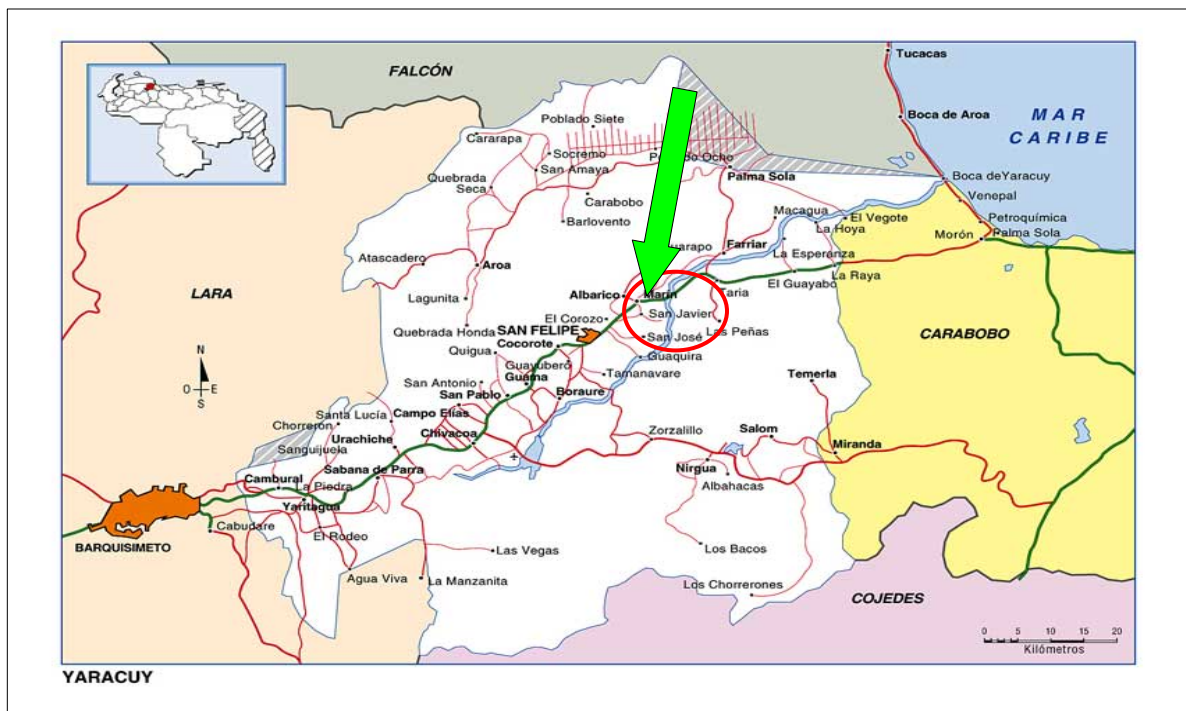 FALCÓN
Tucacas
MAR
CARIBE
Boca de Aroa
Poblado Siete
Cararapa
Socremo
San Amaya
Ocho
Palma Sola
Quebrada
Seca
Carabobo
Barlovento
Boca de Yaracuy
Venepal
Macagua
El Vegote
La Hoya
Petroquímica
Morón
Palma Sola
Farriar
La Esperanza
La Raya
El Guayabo
Atascadero
Aroa
LARA
Lagunita
Albarico
Marín
Taria
San Javier
El Corozo
Las Peñas
San José
CARABOBO
Quebrada Honda
SAN FELIPE
Cocorote
Quigua
Guayubero
Guaquira
Tamanavare
Temerla
N
O
E
S
San Antonio
Guama
San Pablo
Boraure
Santa Lucía
Campo Elías
Chorreron
Urachiche
Chivacoa
Zorzalillo
Salom
Miranda
Sanguijuela
Sabana de Parra
Nirgua
Albahacas
Cambural
La Piedra
Yaritagua
Cabudare
El Rodeo
BARQUISIMETO
Las Vegas
Los Bacos
Agua Viva
La Manzanita
Los Chorrerones
COJEDES
0 5 10 15 20
Kilómetros
YARACUY